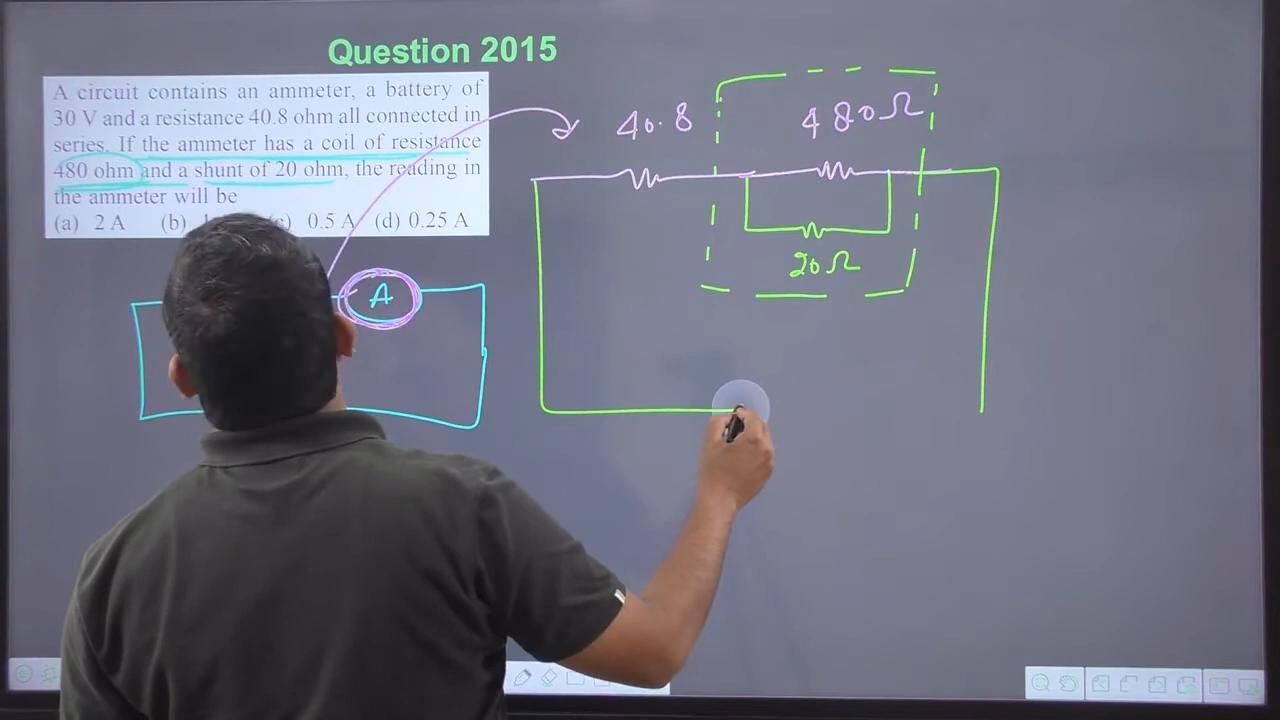 Question 2015
A circuit contains an ammeter, a battery of
30 V and a resistance 40.8 ohm all connected in
series. If the ammeter has a coil of resistance
480 ohm and a shunt of 20 ohm, the reading in
the ammeter will be
(a) 2 A (b) 0.5 A (d) 0.25 A
40.8
480Ω
20Ω
A